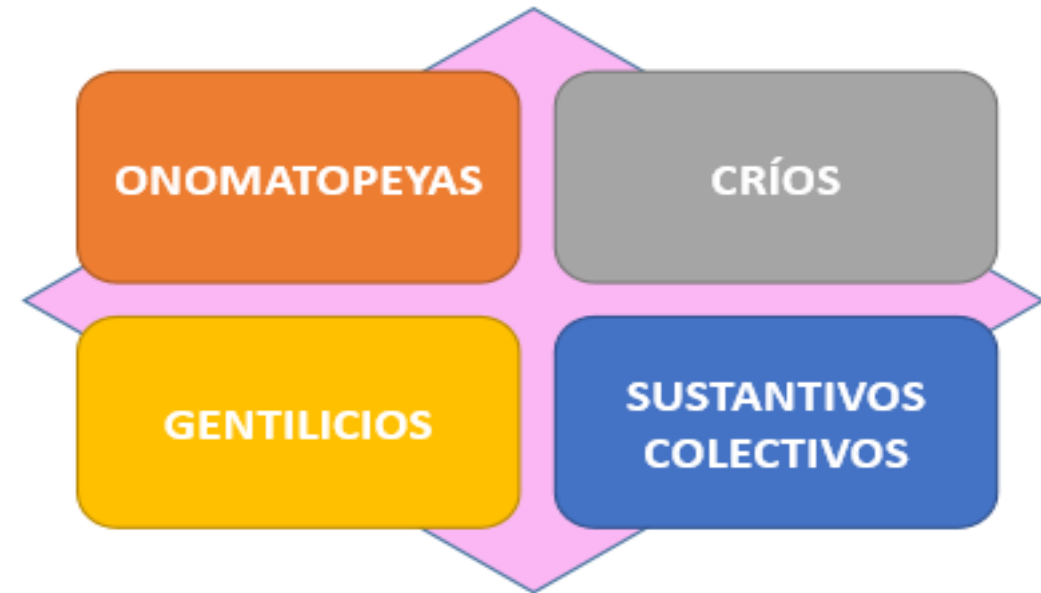 ONOMATOPEYAS
CRÍOS
GENTILICIOS
SUSTANTIVOS
COLECTIVOS